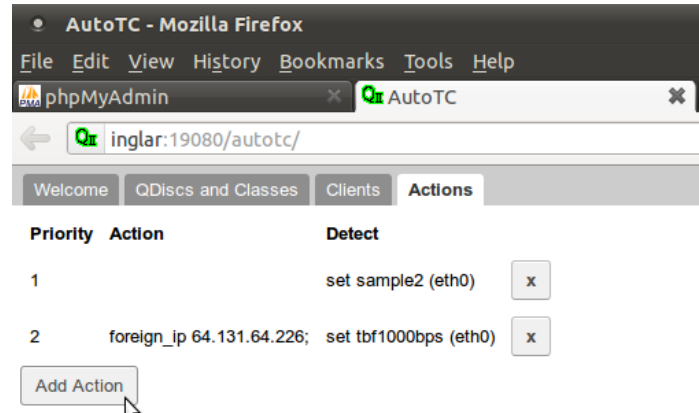 AutoTC - Mozilla Firefox
File Edit View History Bookmarks Tools Help
PMA phpMyAdmin AutoTC
inglar:19080/autotc/
Welcome QDiscs and Classes Clients Actions
Priority Action Detect
1 set sample2 (eth0) x
2 foreign_ip 64.131.64.226; set tbf1000bps (eth0) x
Add Action